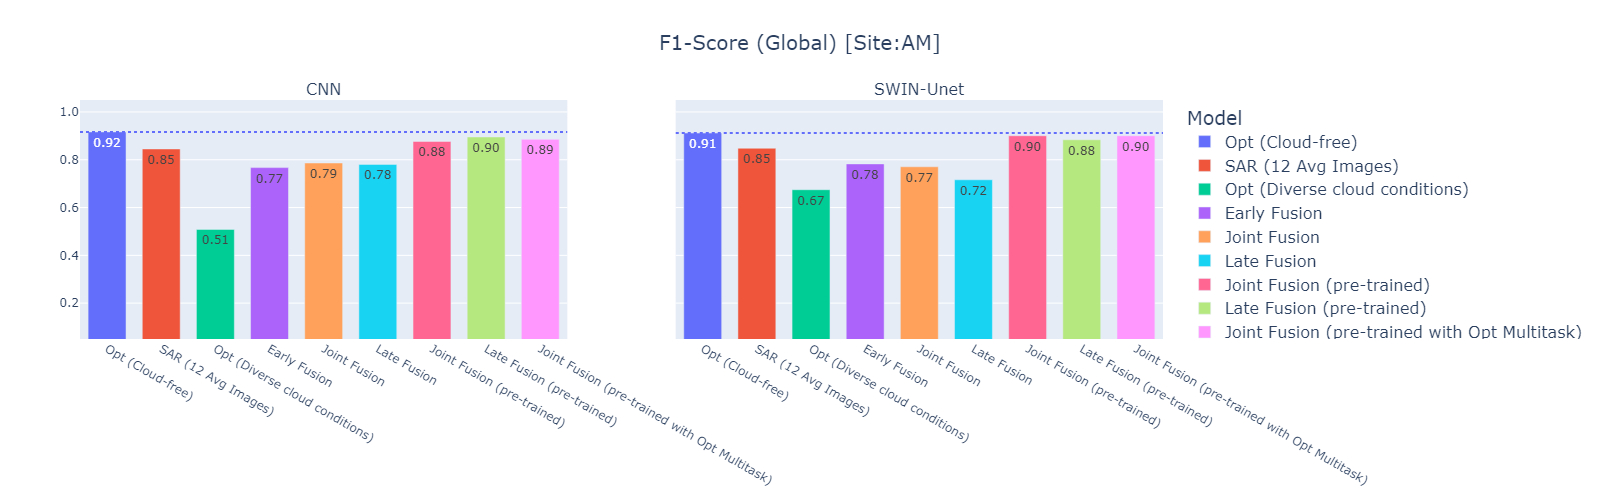 F1-Score (Global) [Site:AM]
CNN
1.0
0.8
0.6
0.4
0.2
0.92
0.85
0.51
0.77
0.79
0.78
0.88
0.90
0.89
Opt (Cloud-free)
SAR (12 Avg Images)
Opt (Diverse cloud conditions)
Early Fusion
Joint Fusion
Late Fusion
Joint Fusion (pre-trained)
Late Fusion (pre-trained)
Joint Fusion (pre-trained with Opt Multitask)
SWIN-Unet
0.91
0.85
0.67
0.78
0.77
0.72
0.90
0.88
0.90
Opt (Cloud-free)
SAR (12 Avg Images)
Opt (Diverse cloud conditions)
Early Fusion
Joint Fusion
Late Fusion
Joint Fusion (pre-trained)
Late Fusion (pre-trained)
Joint Fusion (pre-trained with Opt Multitask)
Model
Opt (Cloud-free)
SAR (12 Avg Images)
Opt (Diverse cloud conditions)
Early Fusion
Joint Fusion
Late Fusion
Joint Fusion (pre-trained)
Late Fusion (pre-trained)
Joint Fusion (pre-trained with Opt Multitask)